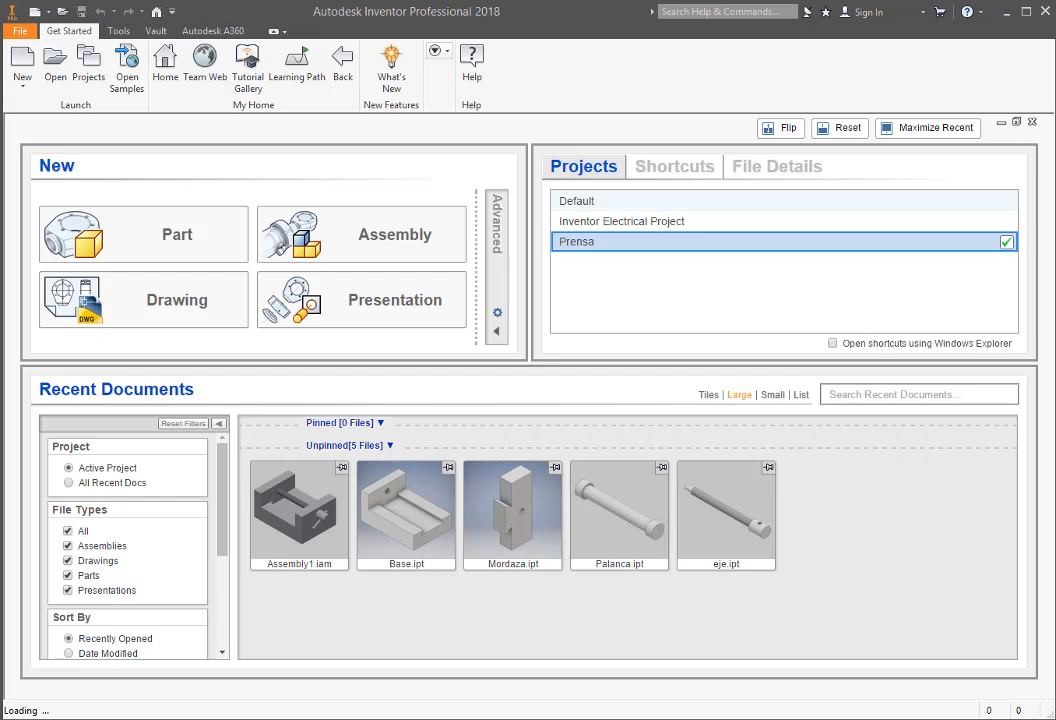 Autodesk Inventor Professional 2018
Search Help & Commands...
Sign In
PRO
File
Get Started
Tools
Vault
Autodesk A360
New
Open
Projects
Open Samples
Home
Team Web
Tutorial Gallery
Learning Path
Back
What's New
Help
Launch
My Home
New Features
Help
Flip
Reset
Maximize Recent
New
Part
Assembly
Drawing
DWG
Presentation
Advanced
Projects
Shortcuts
File Details
Default
Inventor Electrical Project
Prensa
Open shortcuts using Windows Explorer
Recent Documents
Tiles | Large | Small | List
Search Recent Documents...
Reset Filters
Project
Active Project
All Recent Docs
File Types
All
Assemblies
Drawings
Parts
Presentations
Sort By
Recently Opened
Date Modified
Pinned [0 Files]
Unpinned[5 Files]
Assembly1.iam
Base.ipt
Mordaza.ipt
Palanca.ipt
eje.ipt
Loading ...
0
0